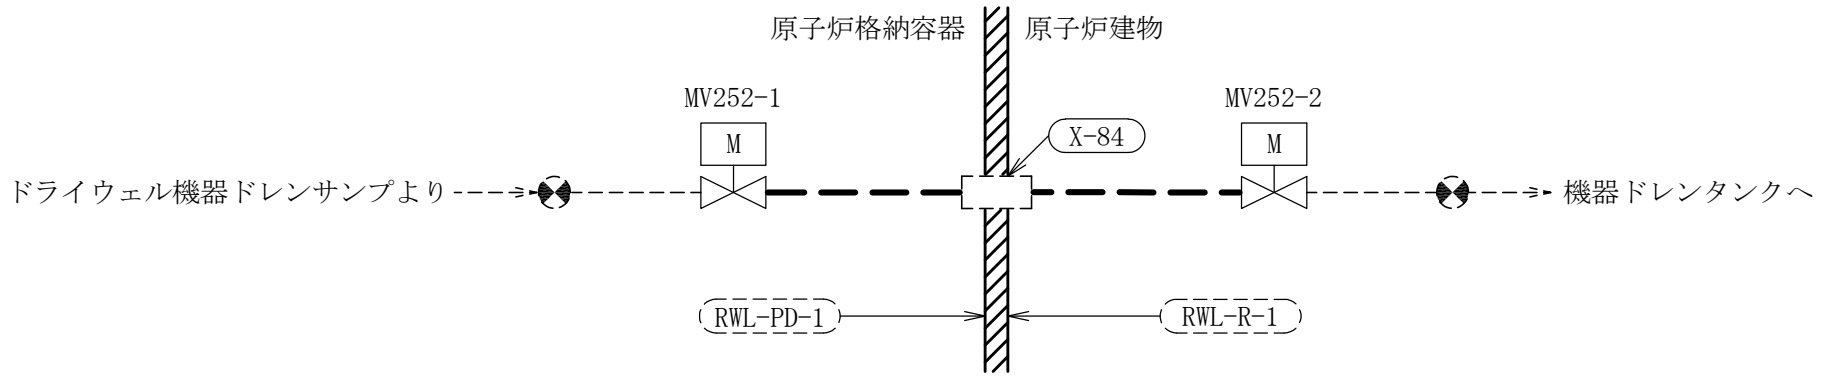 原子炉格納容器
原子炉建物
MV252-1
MV252-2
M
X-84
M
ドライウェル機器ドレンサンプより
機器ドレンタンクへ
RWL-PD-1
RWL-R-1